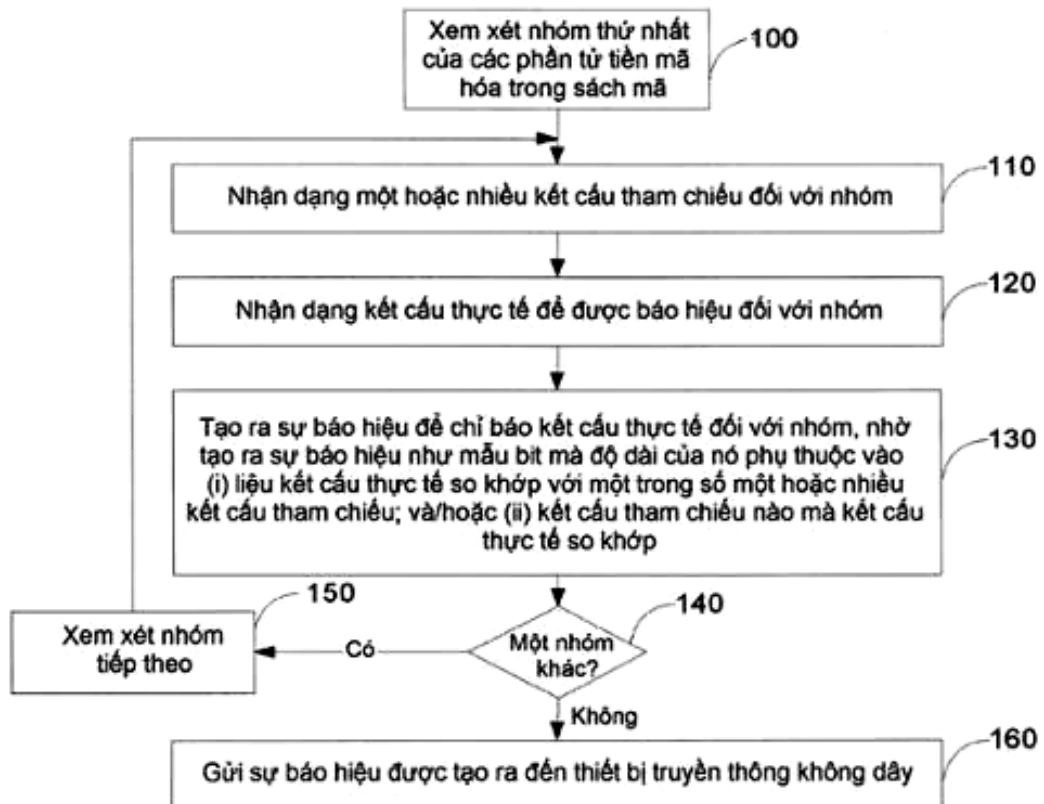 Xem xét nhóm thứ nhất
của các phần tử tiền mã
hóa trong sách mã
100
110
Nhận dạng một hoặc nhiều kết cấu tham chiếu đối với nhóm
120
Nhận dạng kết cấu thực tế để được báo hiệu đối với nhóm
Tạo ra sự báo hiệu để chỉ báo kết cấu thực tế đối với nhóm, nhờ
tạo ra sự báo hiệu như mẫu bit mà độ dài của nó phụ thuộc vào
(i) liệu kết cấu thực tế so khớp với một trong số một hoặc nhiều
kết cấu tham chiếu; và/hoặc (ii) kết cấu tham chiếu nào mà kết cấu
thực tế so khớp
130
150
140
Xem xét nhóm
tiếp theo
Có
Một nhóm
khác?
Không
160
Gửi sự báo hiệu được tạo ra đến thiết bị truyền thông không dây